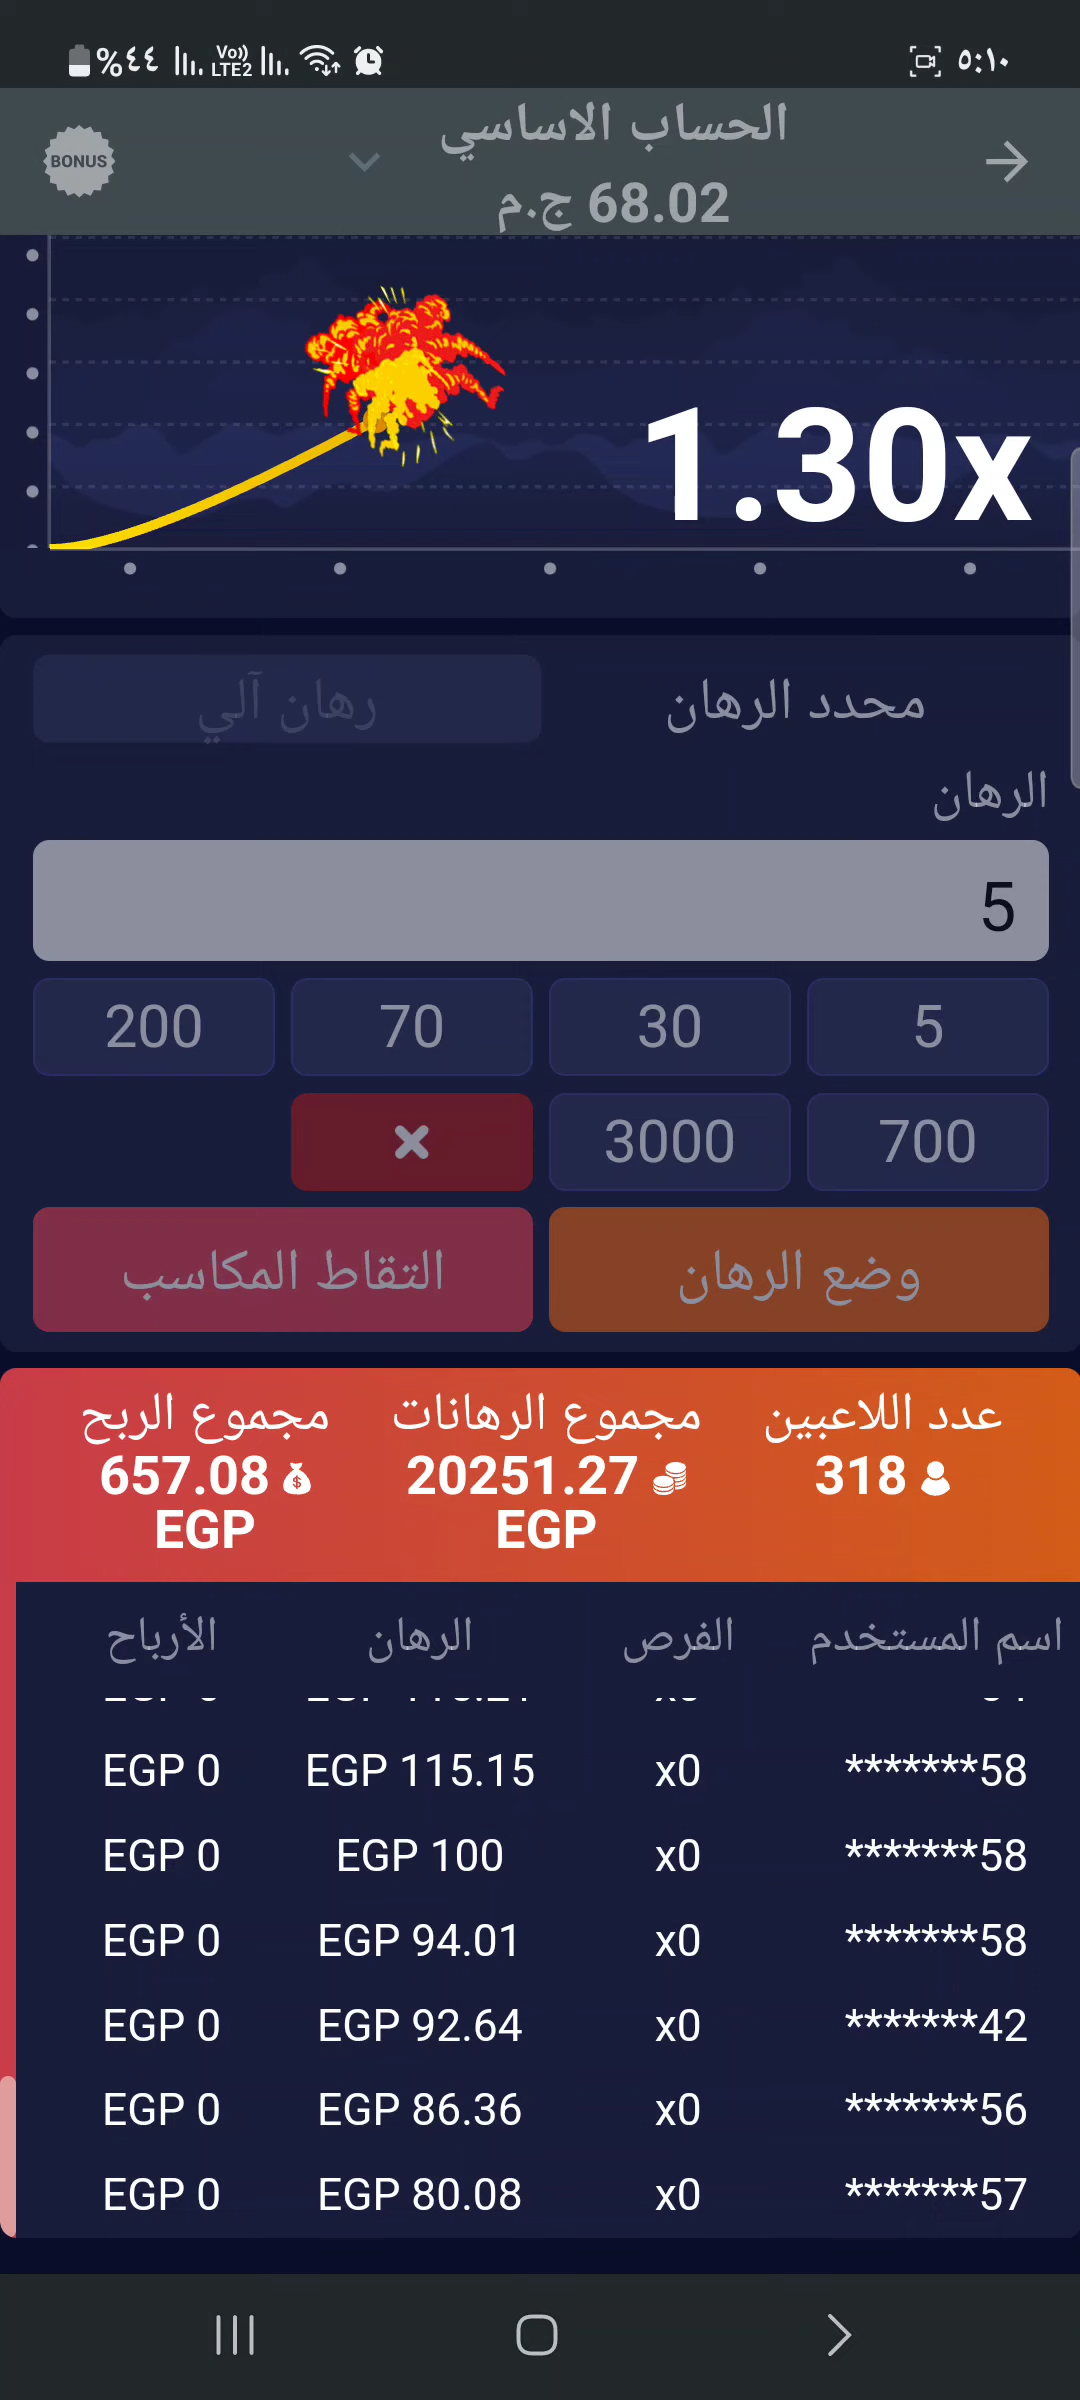 ٥:١٠
%٤٤
Vo))
LTE2
الحساب الاساسي
68.02 ج.م
BONUS
1.30x
محدد الرهان
رهان آلي
الرهان
5
5 30 70 200
700 3000
وضع الرهان
التقاط المكاسب
عدد اللاعبين مجموع الرهانات مجموع الربح
318 20251.27 657.08
EGP EGP
اسم المستخدم الفرص الرهان الأرباح
*******58 x0 EGP 115.15 EGP 0
*******58 x0 EGP 100 EGP 0
*******58 x0 EGP 94.01 EGP 0
*******42 x0 EGP 92.64 EGP 0
*******56 x0 EGP 86.36 EGP 0
*******57 x0 EGP 80.08 EGP 0